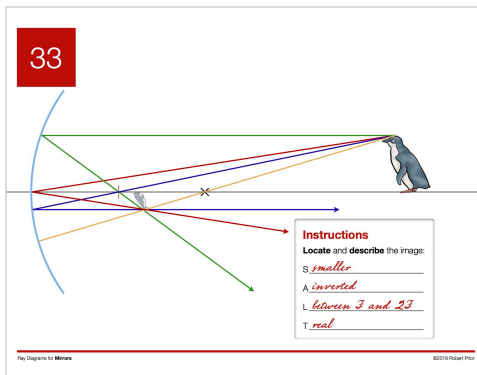 33
Instructions
Locate and describe the image:
S smaller
A inverted
L between F and 2F
T real
Ray Diagrams for Mirrors
©2018 Robert Prior